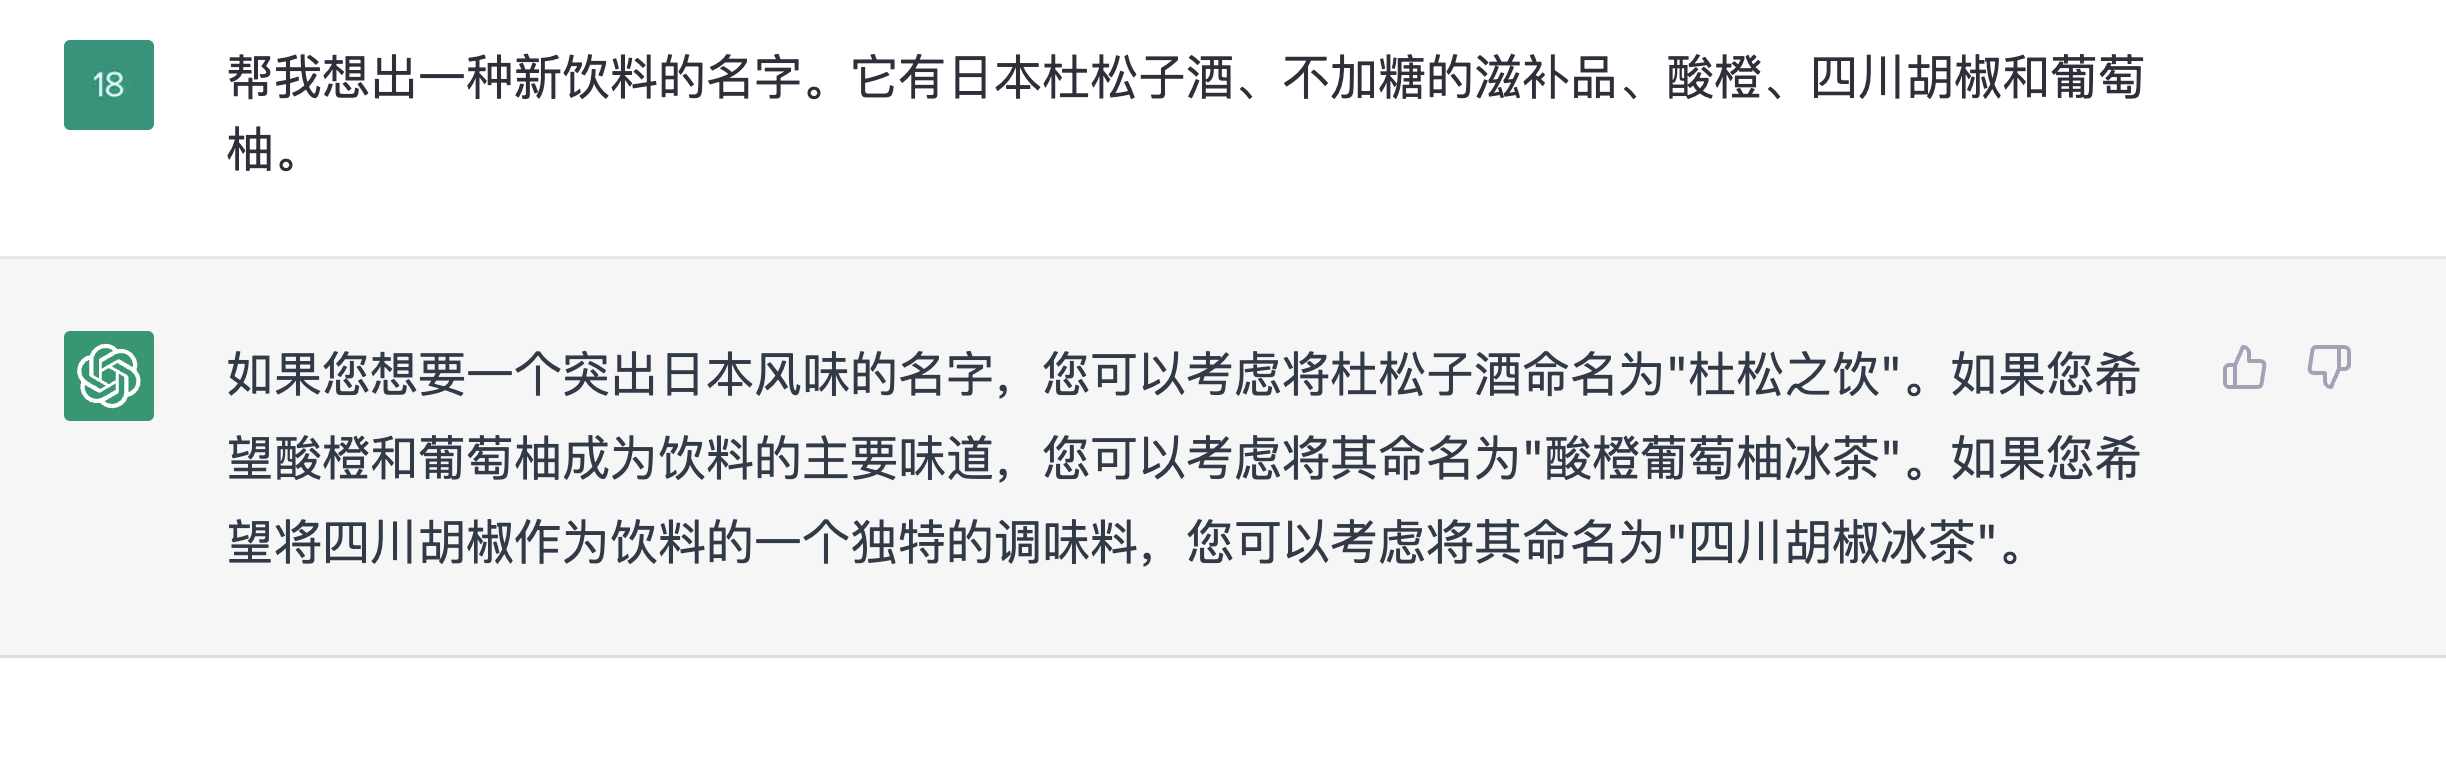 18
帮我想出一种新饮料的名字。它有日本杜松子酒、不加糖的滋补品、酸橙、四川胡椒和葡萄
柚。
如果您想要一个突出日本风味的名字，您可以考虑将杜松子酒命名为"杜松之饮"。如果您希
望酸橙和葡萄柚成为饮料的主要味道，您可以考虑将其命名为"酸橙葡萄柚冰茶"。如果您希
望将四川胡椒作为饮料的一个独特的调味料，您可以考虑将其命名为"四川胡椒冰茶"。